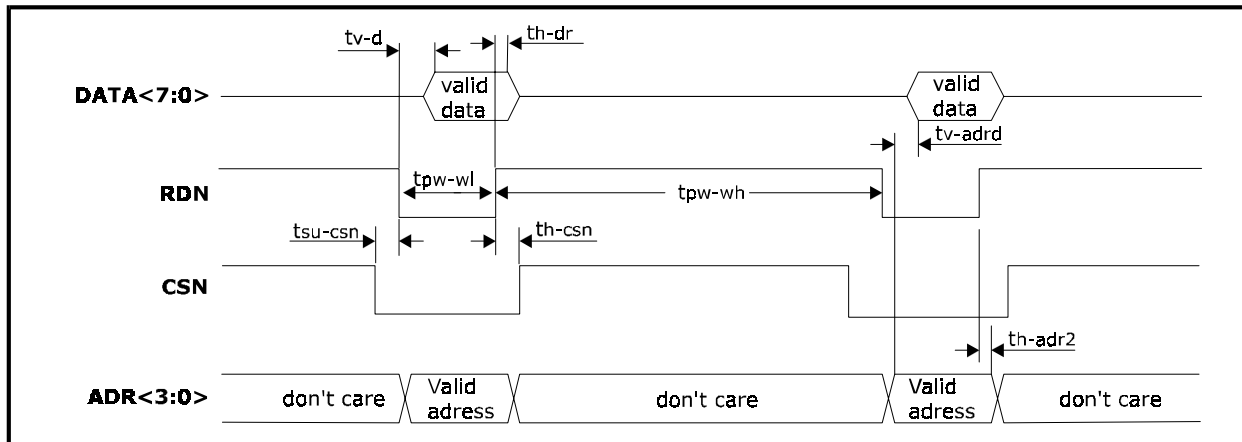 tv-d
th-dr
DATA<7:0>
valid
data
valid
data
tv-adrd
RDN
tpw-wl
tpw-wh
tsu-csn
th-csn
CSN
th-adr2
ADR<3:0>
don't care
Valid
adress
don't care
Valid
adress
don't care